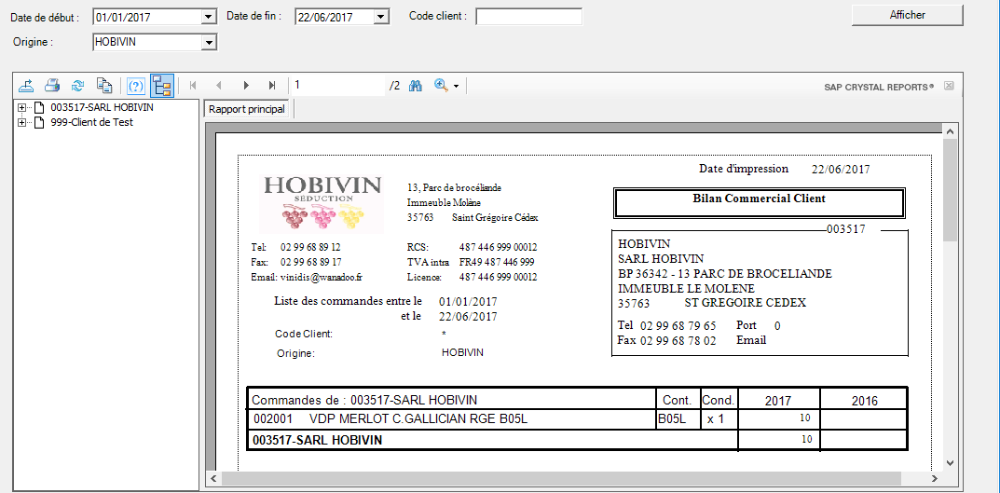 Date de début : 01/01/2017 Date de fin : 22/06/2017 Code client : Afficher
Origine : HOBIVIN
(?) 1 /2 SAP CRYSTAL REPORTS®
003517-SARL HOBIVIN
999-Client de Test
Rapport principal
Date d'impression 22/06/2017
HOBIVIN
SÉDUCTION
13, Parc de brocéliande
Immeuble Molène
35763 Saint Grégoire Cédex
Tel: 02 99 68 89 12 RCS: 487 446 999 00012
Fax: 02 99 68 89 17 TVA intra FR49 487 446 999
Email: vinidis@wanadoo.fr Licence: 487 446 999 00012
Liste des commandes entre le 01/01/2017
et le 22/06/2017
Code Client: *
Origine: HOBIVIN
Bilan Commercial Client
003517
HOBIVIN
SARL HOBIVIN
BP 36342 - 13 PARC DE BROCELIANDE
IMMEUBLE LE MOLENE
35763 ST GREGOIRE CEDEX
Tel 02 99 68 79 65 Port 0
Fax 02 99 68 78 02 Email
Commandes de : 003517-SARL HOBIVIN Cont. Cond. 2017 2016
002001 VDP MERLOT C.GALLICIAN RGE B05L B05L x 1 10
003517-SARL HOBIVIN 10